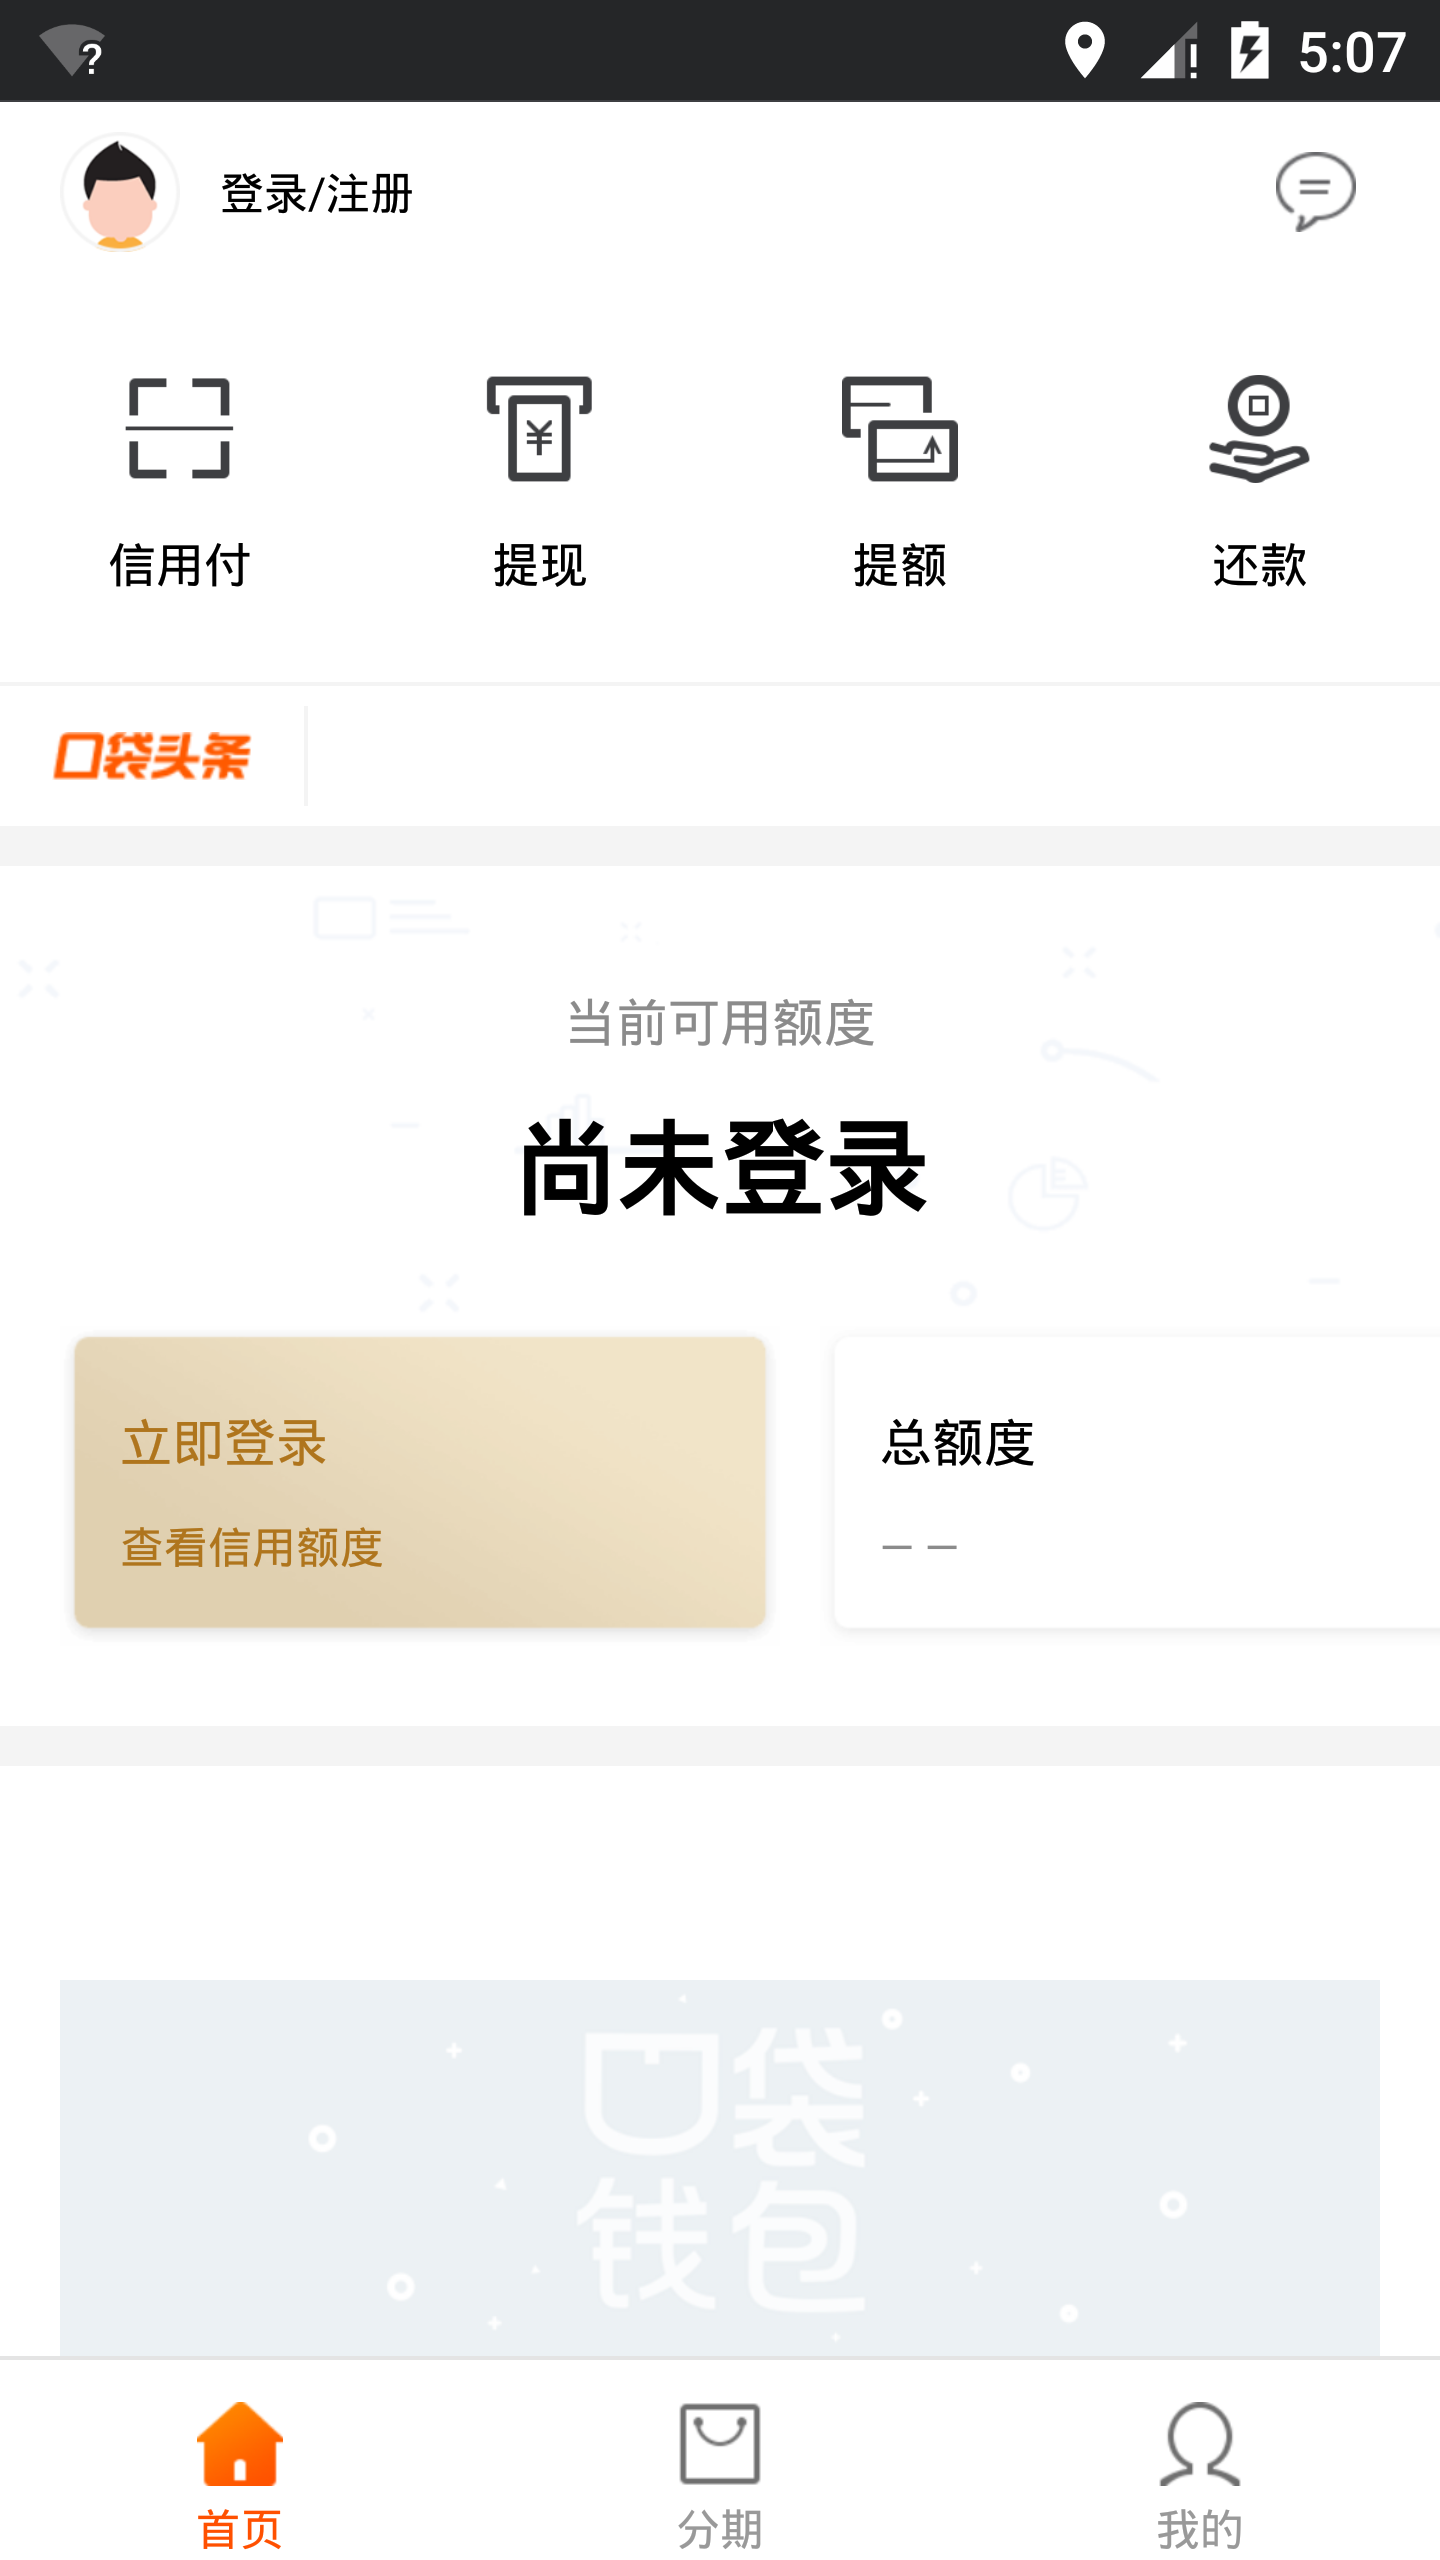 5:07
登录/注册
信用付 提现 提额 还款
口袋头条
当前可用额度
尚未登录
立即登录 总额度
查看信用额度 — —
口袋
钱包
首页 分期 我的